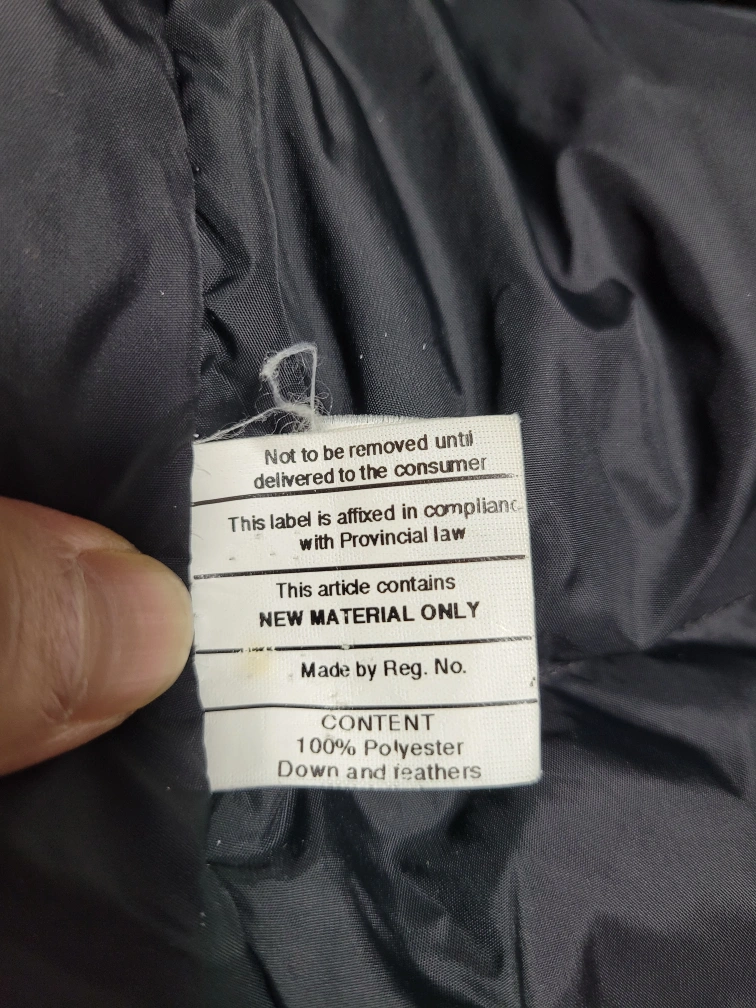 Not to be removed until
delivered to the consumer
This label is affixed in complianc
with Provincial law
This article contains
NEW MATERIAL ONLY
Made by Reg. No.
CONTENT
100% Polyester
Down and feathers